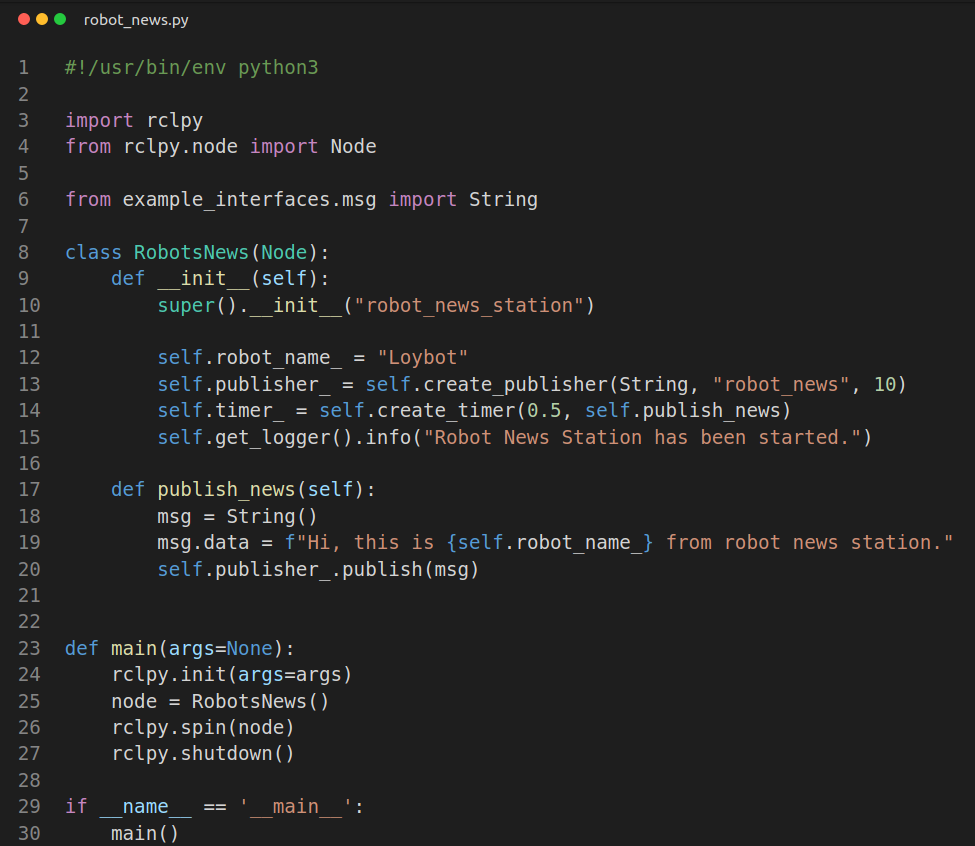 robot_news.py
1 #!/usr/bin/env python3
2
3 import rclpy
4 from rclpy.node import Node
5
6 from example_interfaces.msg import String
7
8 class RobotsNews(Node):
9     def __init__(self):
10         super().__init__("robot_news_station")
11
12         self.robot_name_ = "Loybot"
13         self.publisher_ = self.create_publisher(String, "robot_news", 10)
14         self.timer_ = self.create_timer(0.5, self.publish_news)
15         self.get_logger().info("Robot News Station has been started.")
16
17     def publish_news(self):
18         msg = String()
19         msg.data = f"Hi, this is {self.robot_name_} from robot news station."
20         self.publisher_.publish(msg)
21
22
23 def main(args=None):
24     rclpy.init(args=args)
25     node = RobotsNews()
26     rclpy.spin(node)
27     rclpy.shutdown()
28
29 if __name__ == '__main__':
30     main()